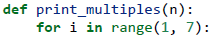 def print_multiples(n):
    for i in range(1, 7):